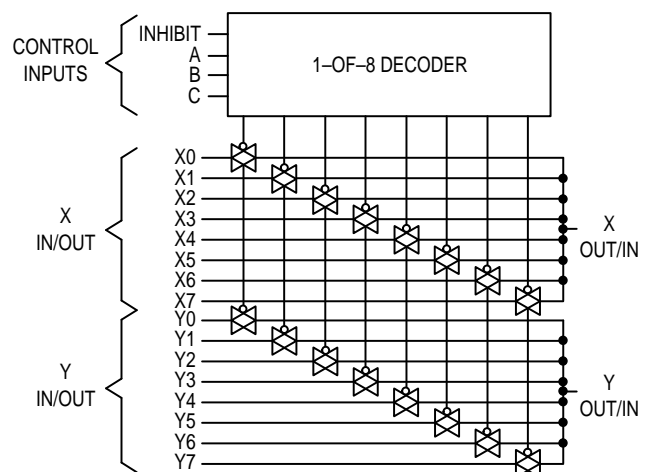 CONTROL
INPUTS
INHIBIT
A
B
C
1–OF–8 DECODER
X0
X1
X2
X3
X4
X5
X6
X7
X
IN/OUT
X
OUT/IN
Y0
Y1
Y2
Y3
Y4
Y5
Y6
Y7
Y
IN/OUT
Y
OUT/IN